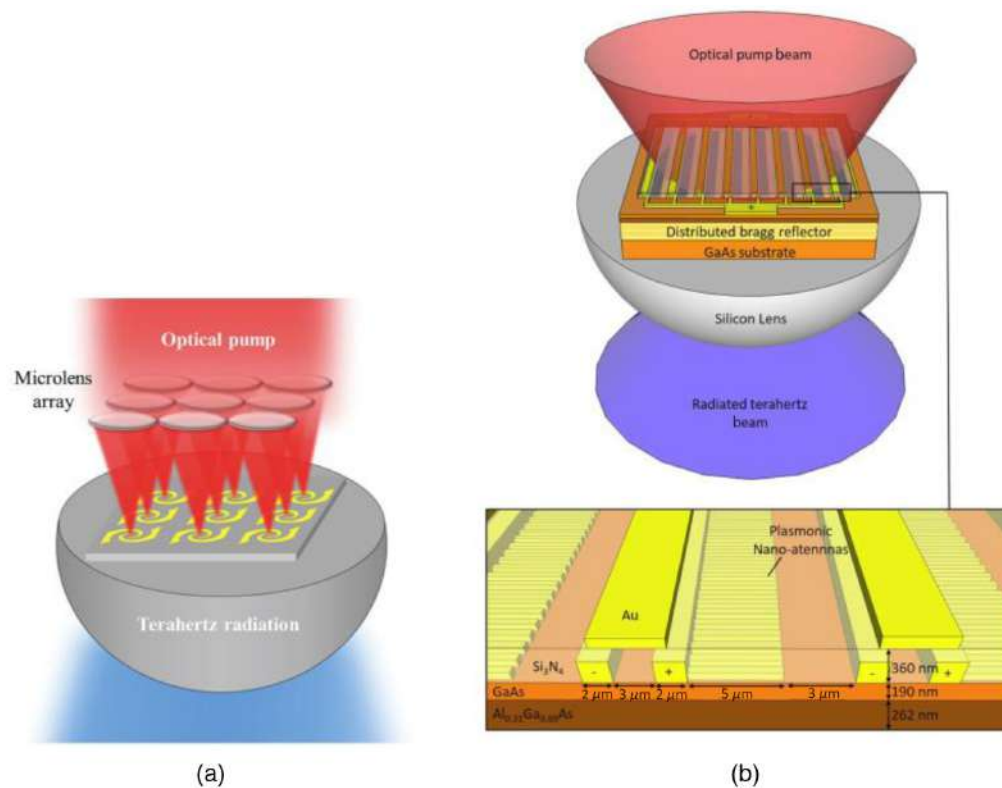 Optical pump
Microlens
array
Terahertz radiation
(a)
Optical pump beam
+
Distributed bragg reflector
GaAs substrate
Silicon Lens
Radiated terahertz
beam
Plasmonic
Nano-atennnas
Au
Si₃N₄
- + - +
360 nm
2 μm 3 μm 2 μm 5 μm 3 μm
GaAs
190 nm
Al₀.₃₁Ga₀.₆₉As
262 nm
(b)